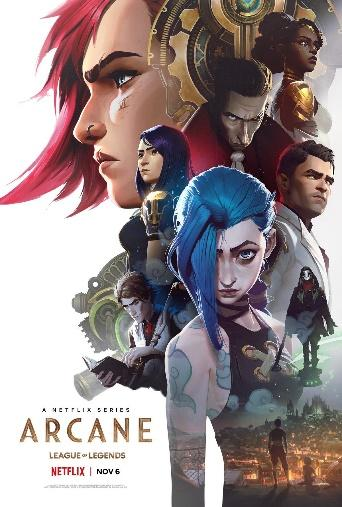 A NETFLIX SERIES
ARCANE
LEAGUE OF LEGENDS
NETFLIX | NOV 6